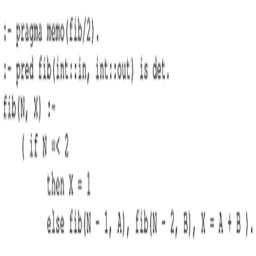 :- pragma memo(fib/2).
:- pred fib(int::in, int::out) is det.
fib(N, X) :-
( if N =< 2
then X = 1
else fib(N - 1, A), fib(N - 2, B), X = A + B ).